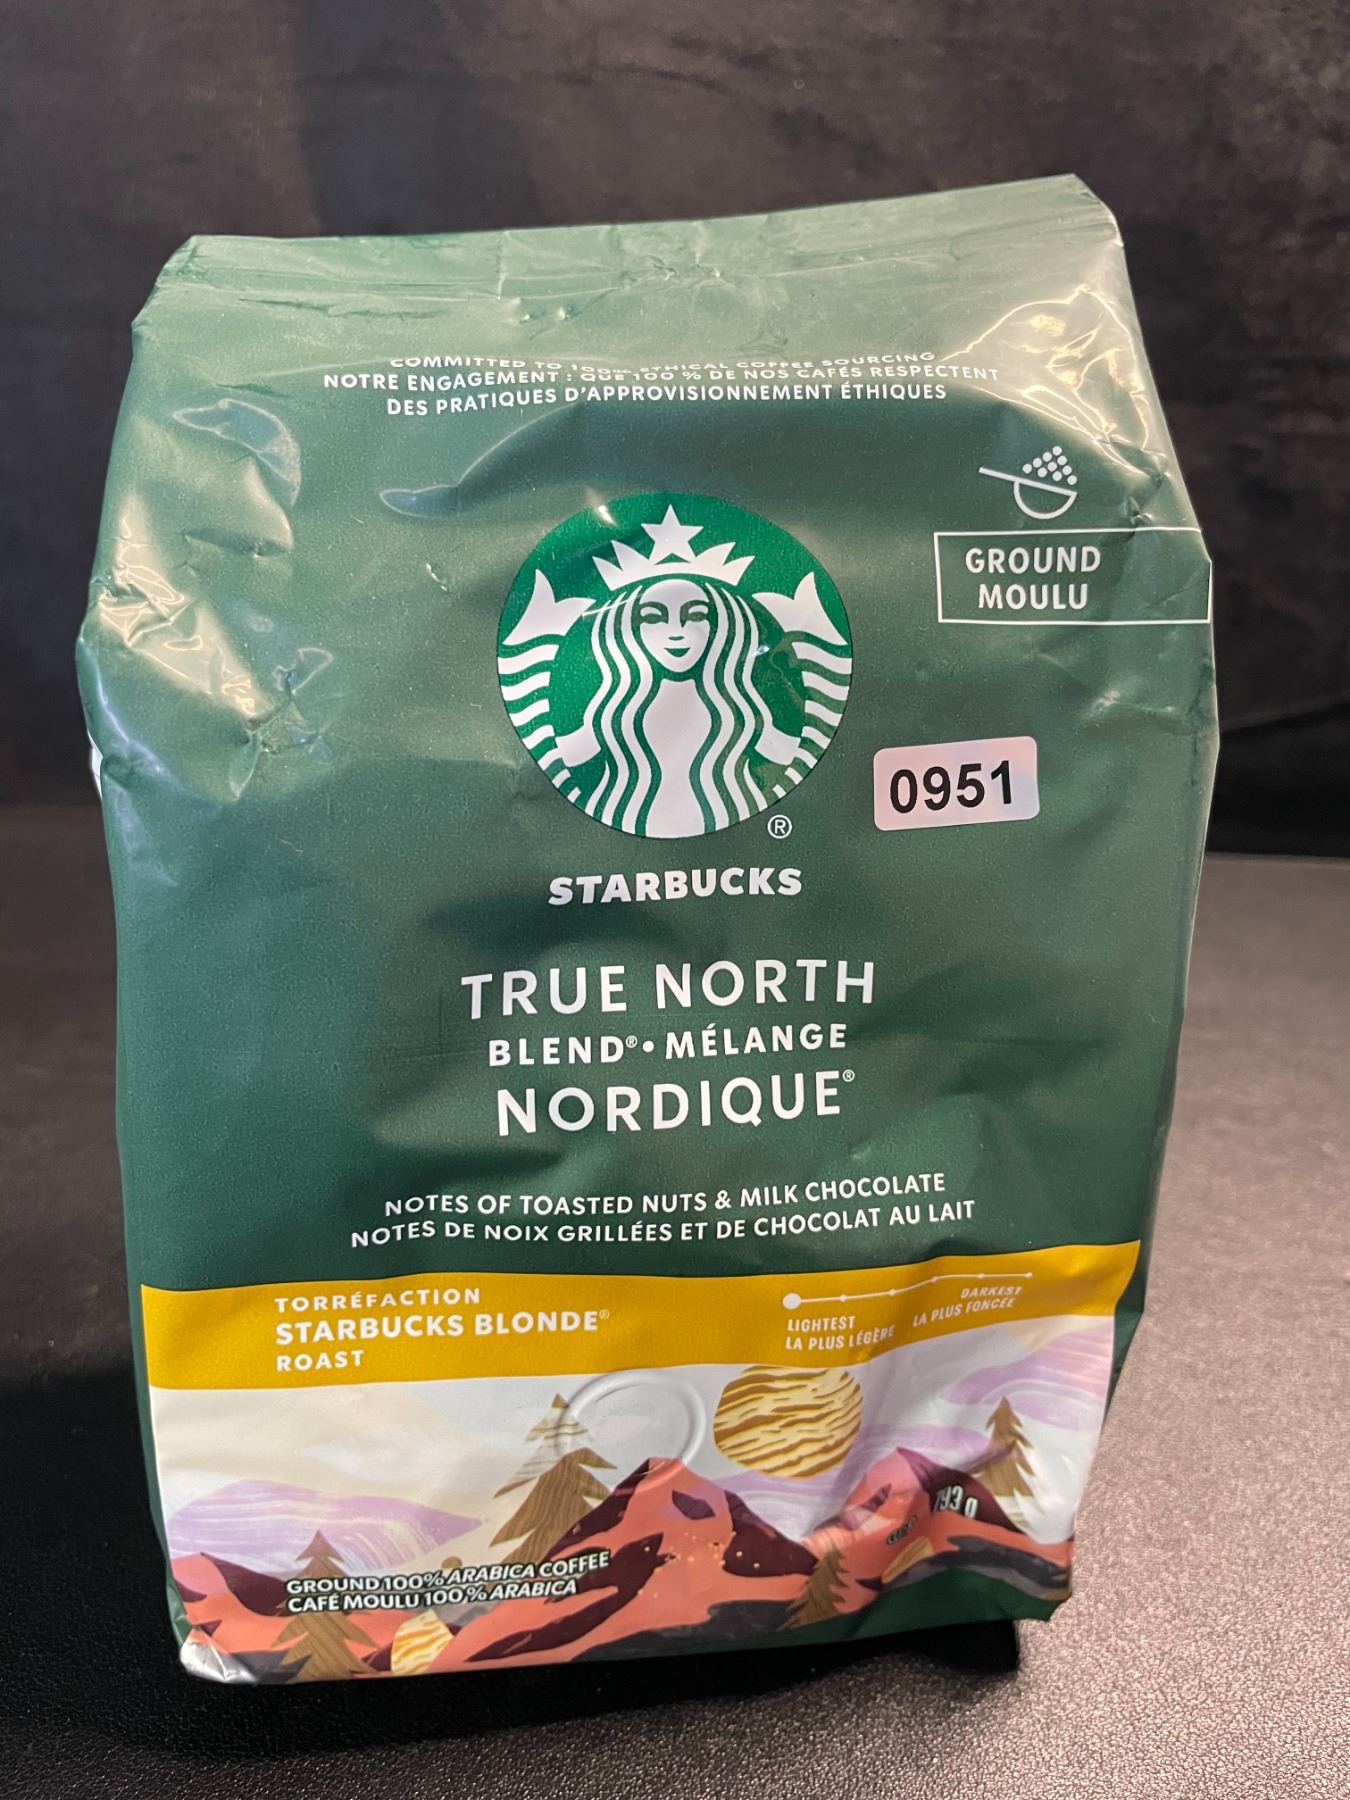 COMMITTED TO 100% ETHICAL COFFEE SOURCING
NOTRE ENGAGEMENT : QUE 100 % DE NOS CAFÉS RESPECTENT
DES PRATIQUES D'APPROVISIONNEMENT ÉTHIQUES
GROUND
MOULU
0951
®
STARBUCKS
TRUE NORTH
BLEND®•MÉLANGE
NORDIQUE®
NOTES OF TOASTED NUTS & MILK CHOCOLATE
NOTES DE NOIX GRILLÉES ET DE CHOCOLAT AU LAIT
TORRÉFACTION
STARBUCKS BLONDE®
ROAST
LIGHTEST
LA PLUS LÉGÈRE
DARKEST
LA PLUS FONCÉE
793 g
GROUND 100% ARABICA COFFEE
CAFÉ MOULU 100 % ARABICA